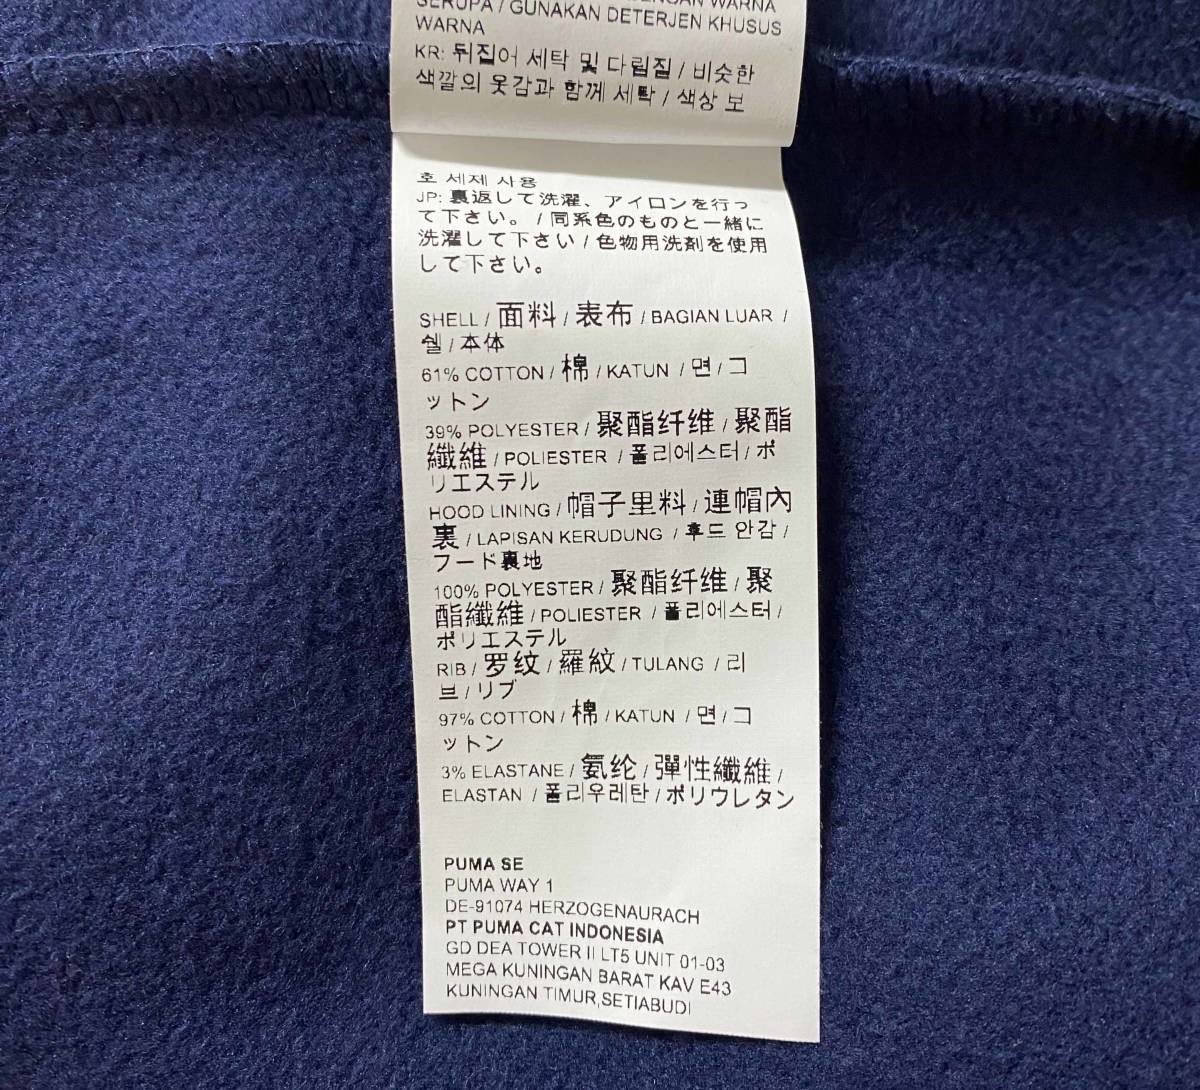 WARNA
SERUPA / GUNAKAN DETERJEN KHUSUS
WARNA
KR: 뒤집어 세탁 및 다림질 / 비슷한
색깔의 옷감과 함께 세탁 / 색상 보
호 세제 사용
JP: 裏返して洗濯、アイロンを行っ
て下さい。 / 同系色のものと一緒に
洗濯して下さい / 色物用洗剤を使用
して下さい。
SHELL / 面料 / 表布 / BAGIAN LUAR /
쉘 / 本体
61% COTTON / 棉 / KATUN / 면 / コ
ットン
39% POLYESTER / 聚酯纤维 / 聚酯
纖維 / POLIESTER / 폴리에스터 / ポ
リエステル
HOOD LINING / 帽子里料 / 連帽內
裏 / LAPISAN KERUDUNG / 후드 안감 /
フード裏地
100% POLYESTER / 聚酯纤维 / 聚
酯纖維 / POLIESTER / 폴리에스터 /
ポリエステル
RIB / 罗纹 / 羅紋 / TULANG / 리
브 / リブ
97% COTTON / 棉 / KATUN / 면 / コ
ットン
3% ELASTANE / 氨纶 / 彈性纖維 /
ELASTAN / 폴리우레탄 / ポリウレタン
PUMA SE
PUMA WAY 1
DE-91074 HERZOGENAURACH
PT PUMA CAT INDONESIA
GD DEA TOWER II LT5 UNIT 01-03
MEGA KUNINGAN BARAT KAV E43
KUNINGAN TIMUR,SETIABUDI